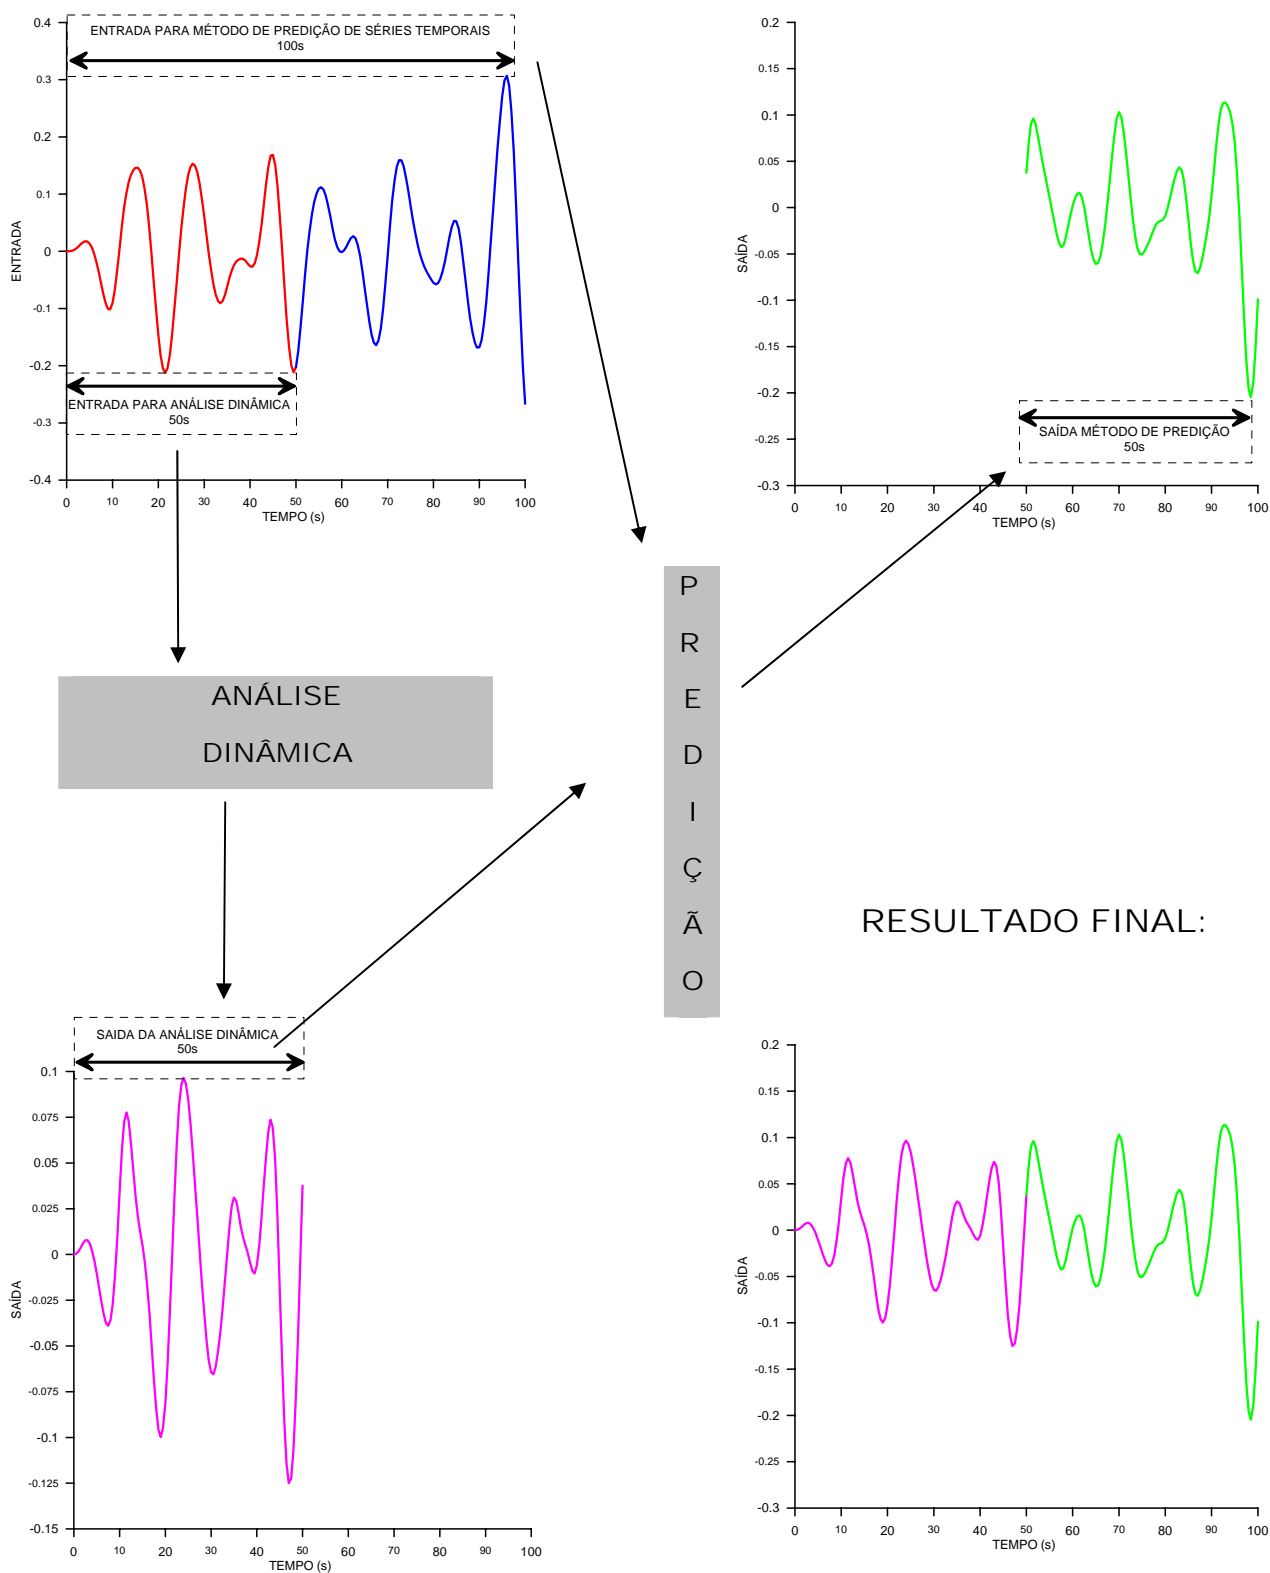 ENTRADA PARA MÉTODO DE PREDIÇÃO DE SÉRIES TEMPORAIS
100s
0.4
0.3
0.2
0.1
0
-0.1
-0.2
-0.3
-0.4
ENTRADA
ENTRADA PARA ANÁLISE DINÂMICA
50s
0 10 20 30 40 50 60 70 80 90 100
TEMPO (s)
0.2
0.15
0.1
0.05
0
-0.05
-0.1
-0.15
-0.2
-0.25
-0.3
SAÍDA
SAÍDA MÉTODO DE PREDIÇÃO
50s
0 10 20 30 40 50 60 70 80 90 100
TEMPO (s)
ANÁLISE
DINÂMICA
P
R
E
D
I
Ç
Ã
O
RESULTADO FINAL:
SAIDA DA ANÁLISE DINÂMICA
50s
0.1
0.075
0.05
0.025
0
-0.025
-0.05
-0.075
-0.1
-0.125
-0.15
SAÍDA
0 10 20 30 40 50 60 70 80 90 100
TEMPO (s)
0.2
0.15
0.1
0.05
0
-0.05
-0.1
-0.15
-0.2
-0.25
-0.3
SAÍDA
0 10 20 30 40 50 60 70 80 90 100
TEMPO (s)